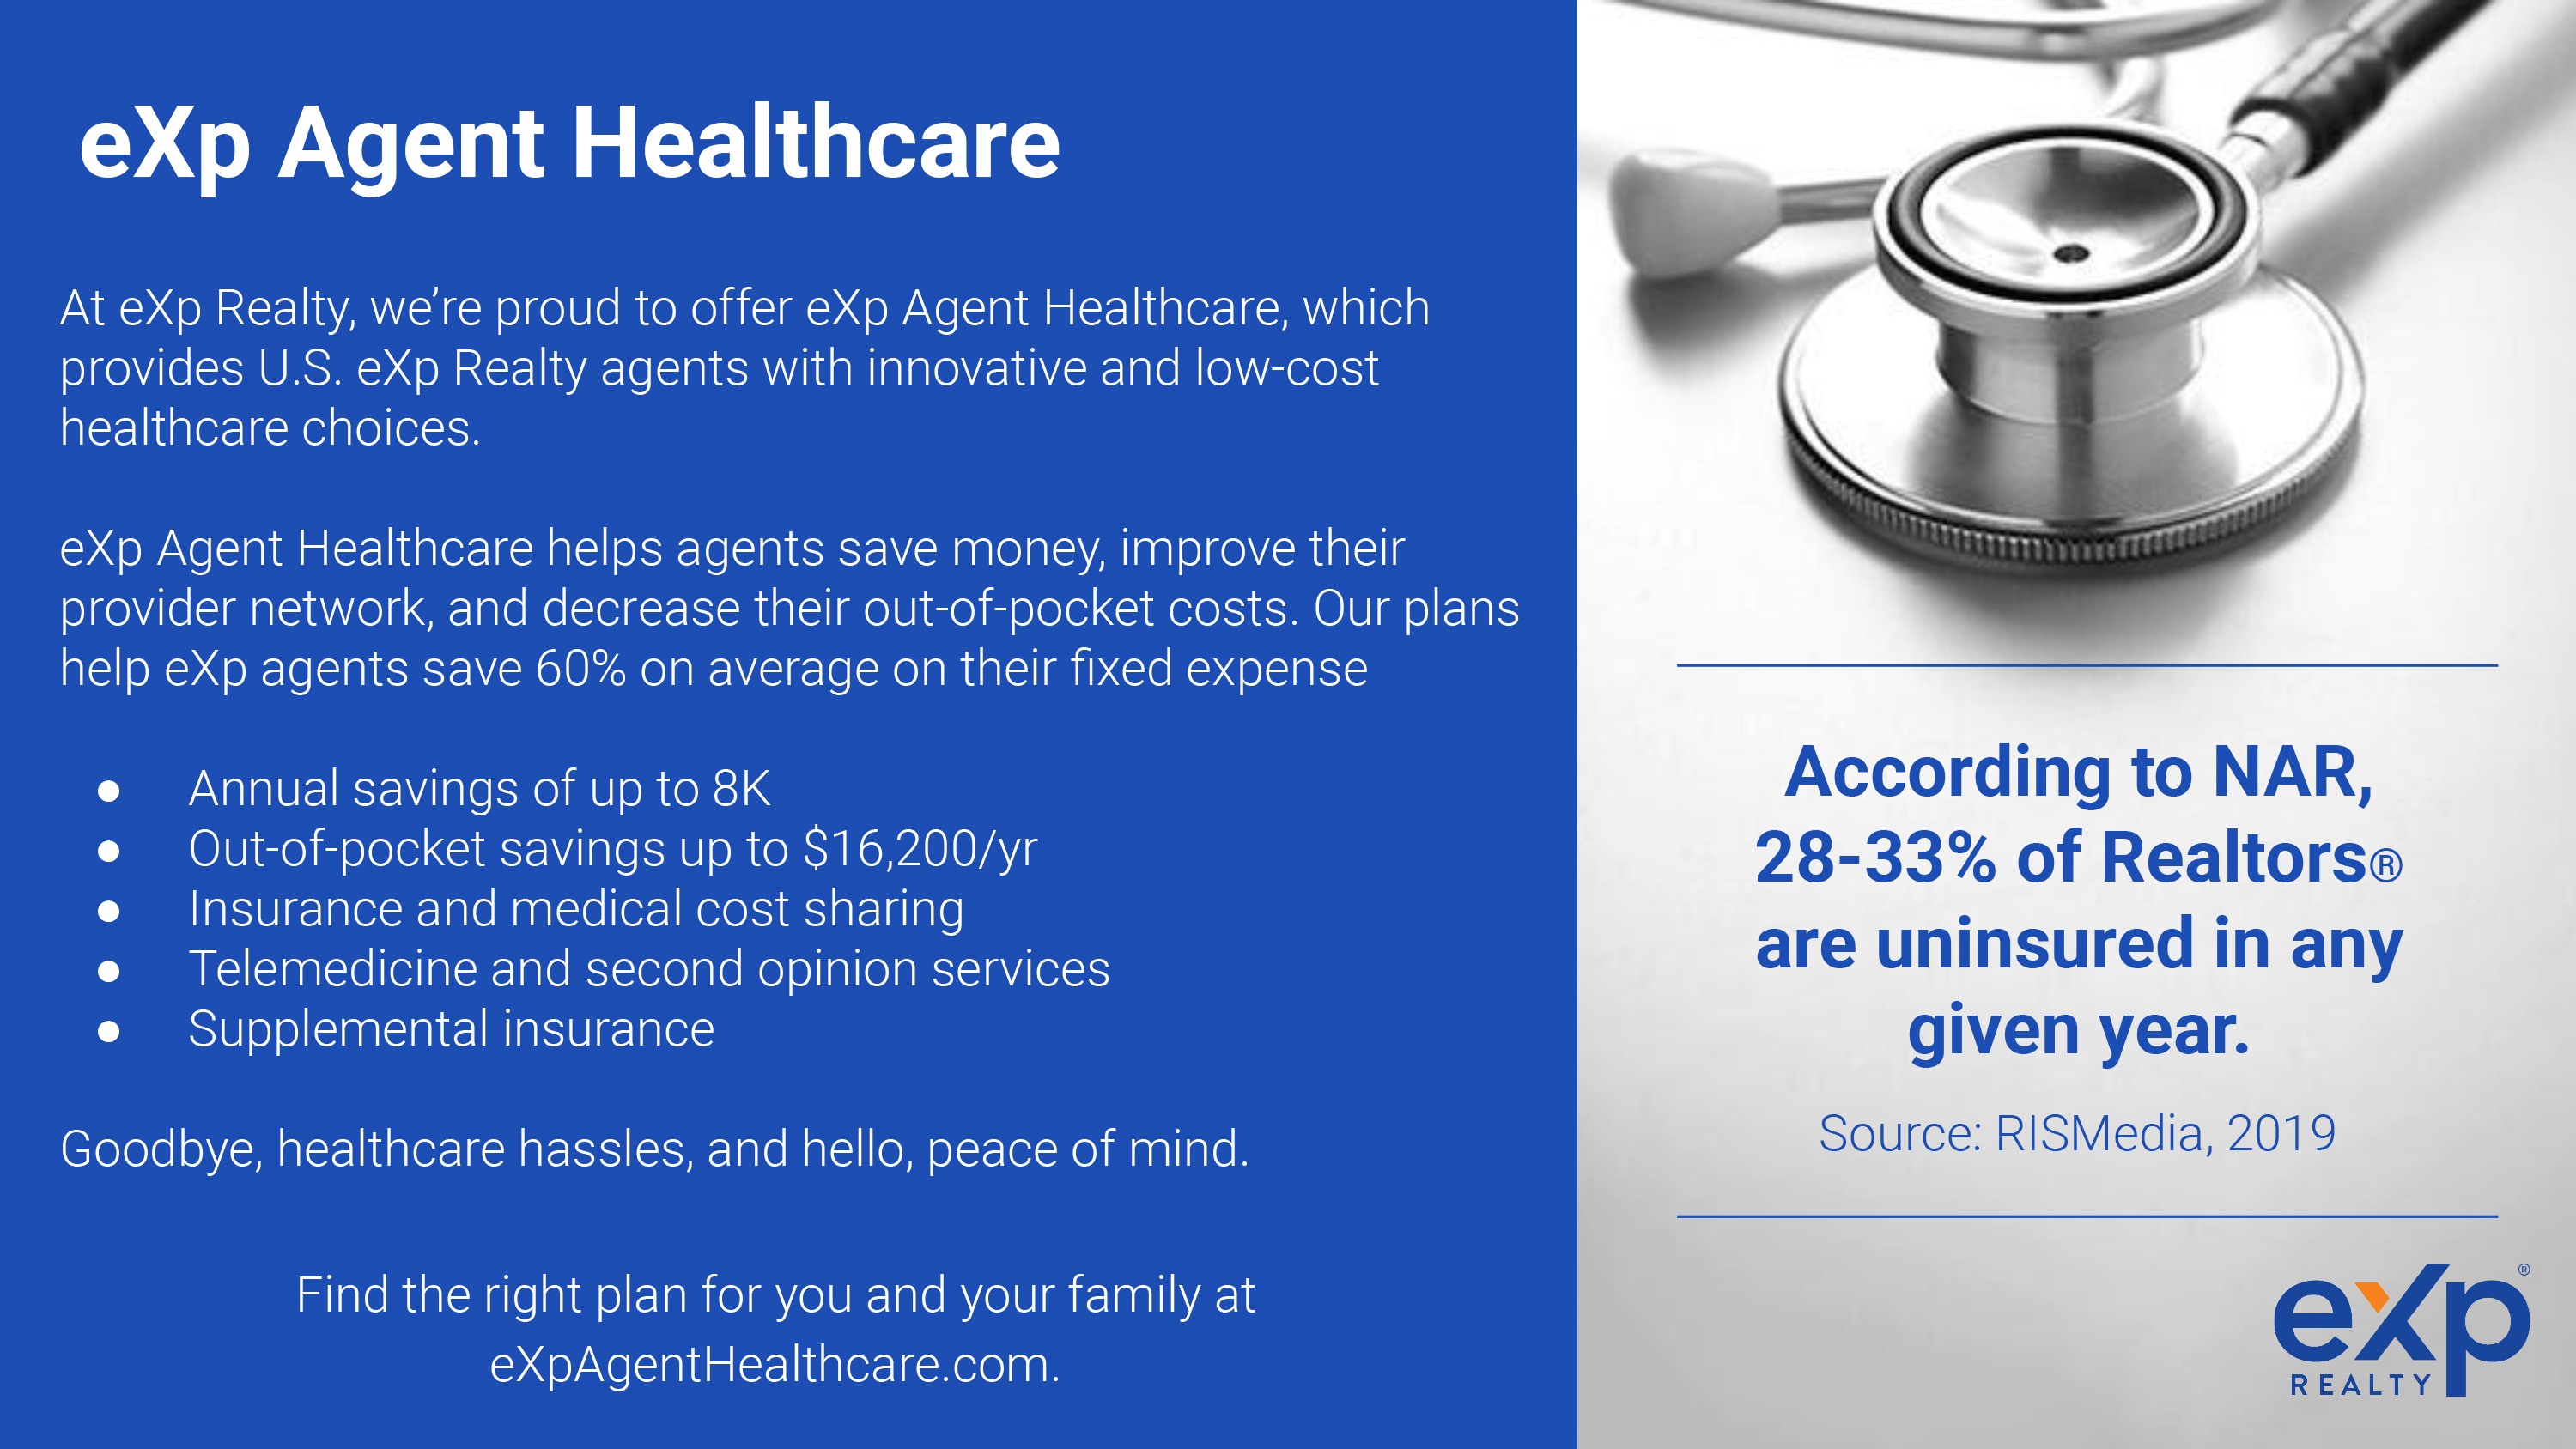 eXp Agent Healthcare
At eXp Realty, we’re proud to offer eXp Agent Healthcare, which
provides U.S. eXp Realty agents with innovative and low-cost
healthcare choices.
eXp Agent Healthcare helps agents save money, improve their
provider network, and decrease their out-of-pocket costs. Our plans
help eXp agents save 60% on average on their fixed expense
● Annual savings of up to 8K
● Out-of-pocket savings up to $16,200/yr
● Insurance and medical cost sharing
● Telemedicine and second opinion services
● Supplemental insurance
Goodbye, healthcare hassles, and hello, peace of mind.
Find the right plan for you and your family at
eXpAgentHealthcare.com.
According to NAR,
28-33% of Realtors®
are uninsured in any
given year.
Source: RISMedia, 2019
eXp®
REALTY